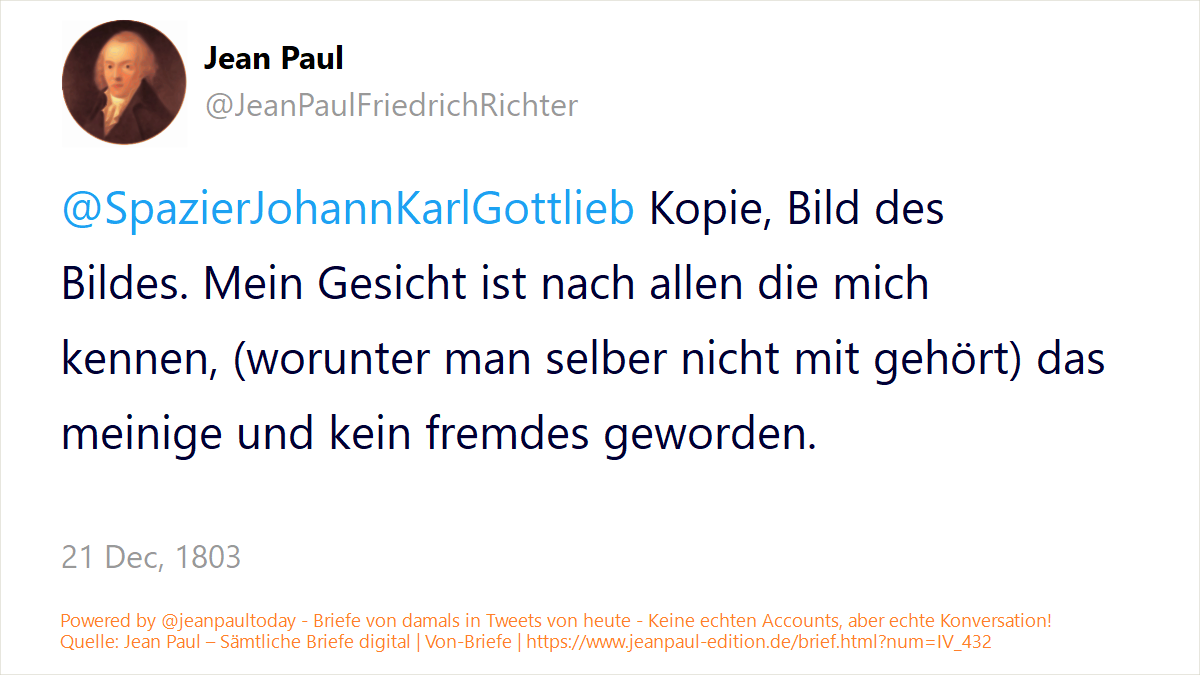 Jean Paul
@JeanPaulFriedrichRichter
@SpazierJohannKarlGottlieb Kopie, Bild des
Bildes. Mein Gesicht ist nach allen die mich
kennen, (worunter man selber nicht mit gehört) das
meinige und kein fremdes geworden.
21 Dec, 1803
Powered by @jeanpaultoday - Briefe von damals in Tweets von heute - Keine echten Accounts, aber echte Konversation!
Quelle: Jean Paul – Sämtliche Briefe digital | Von-Briefe | https://www.jeanpaul-edition.de/brief.html?num=IV_432